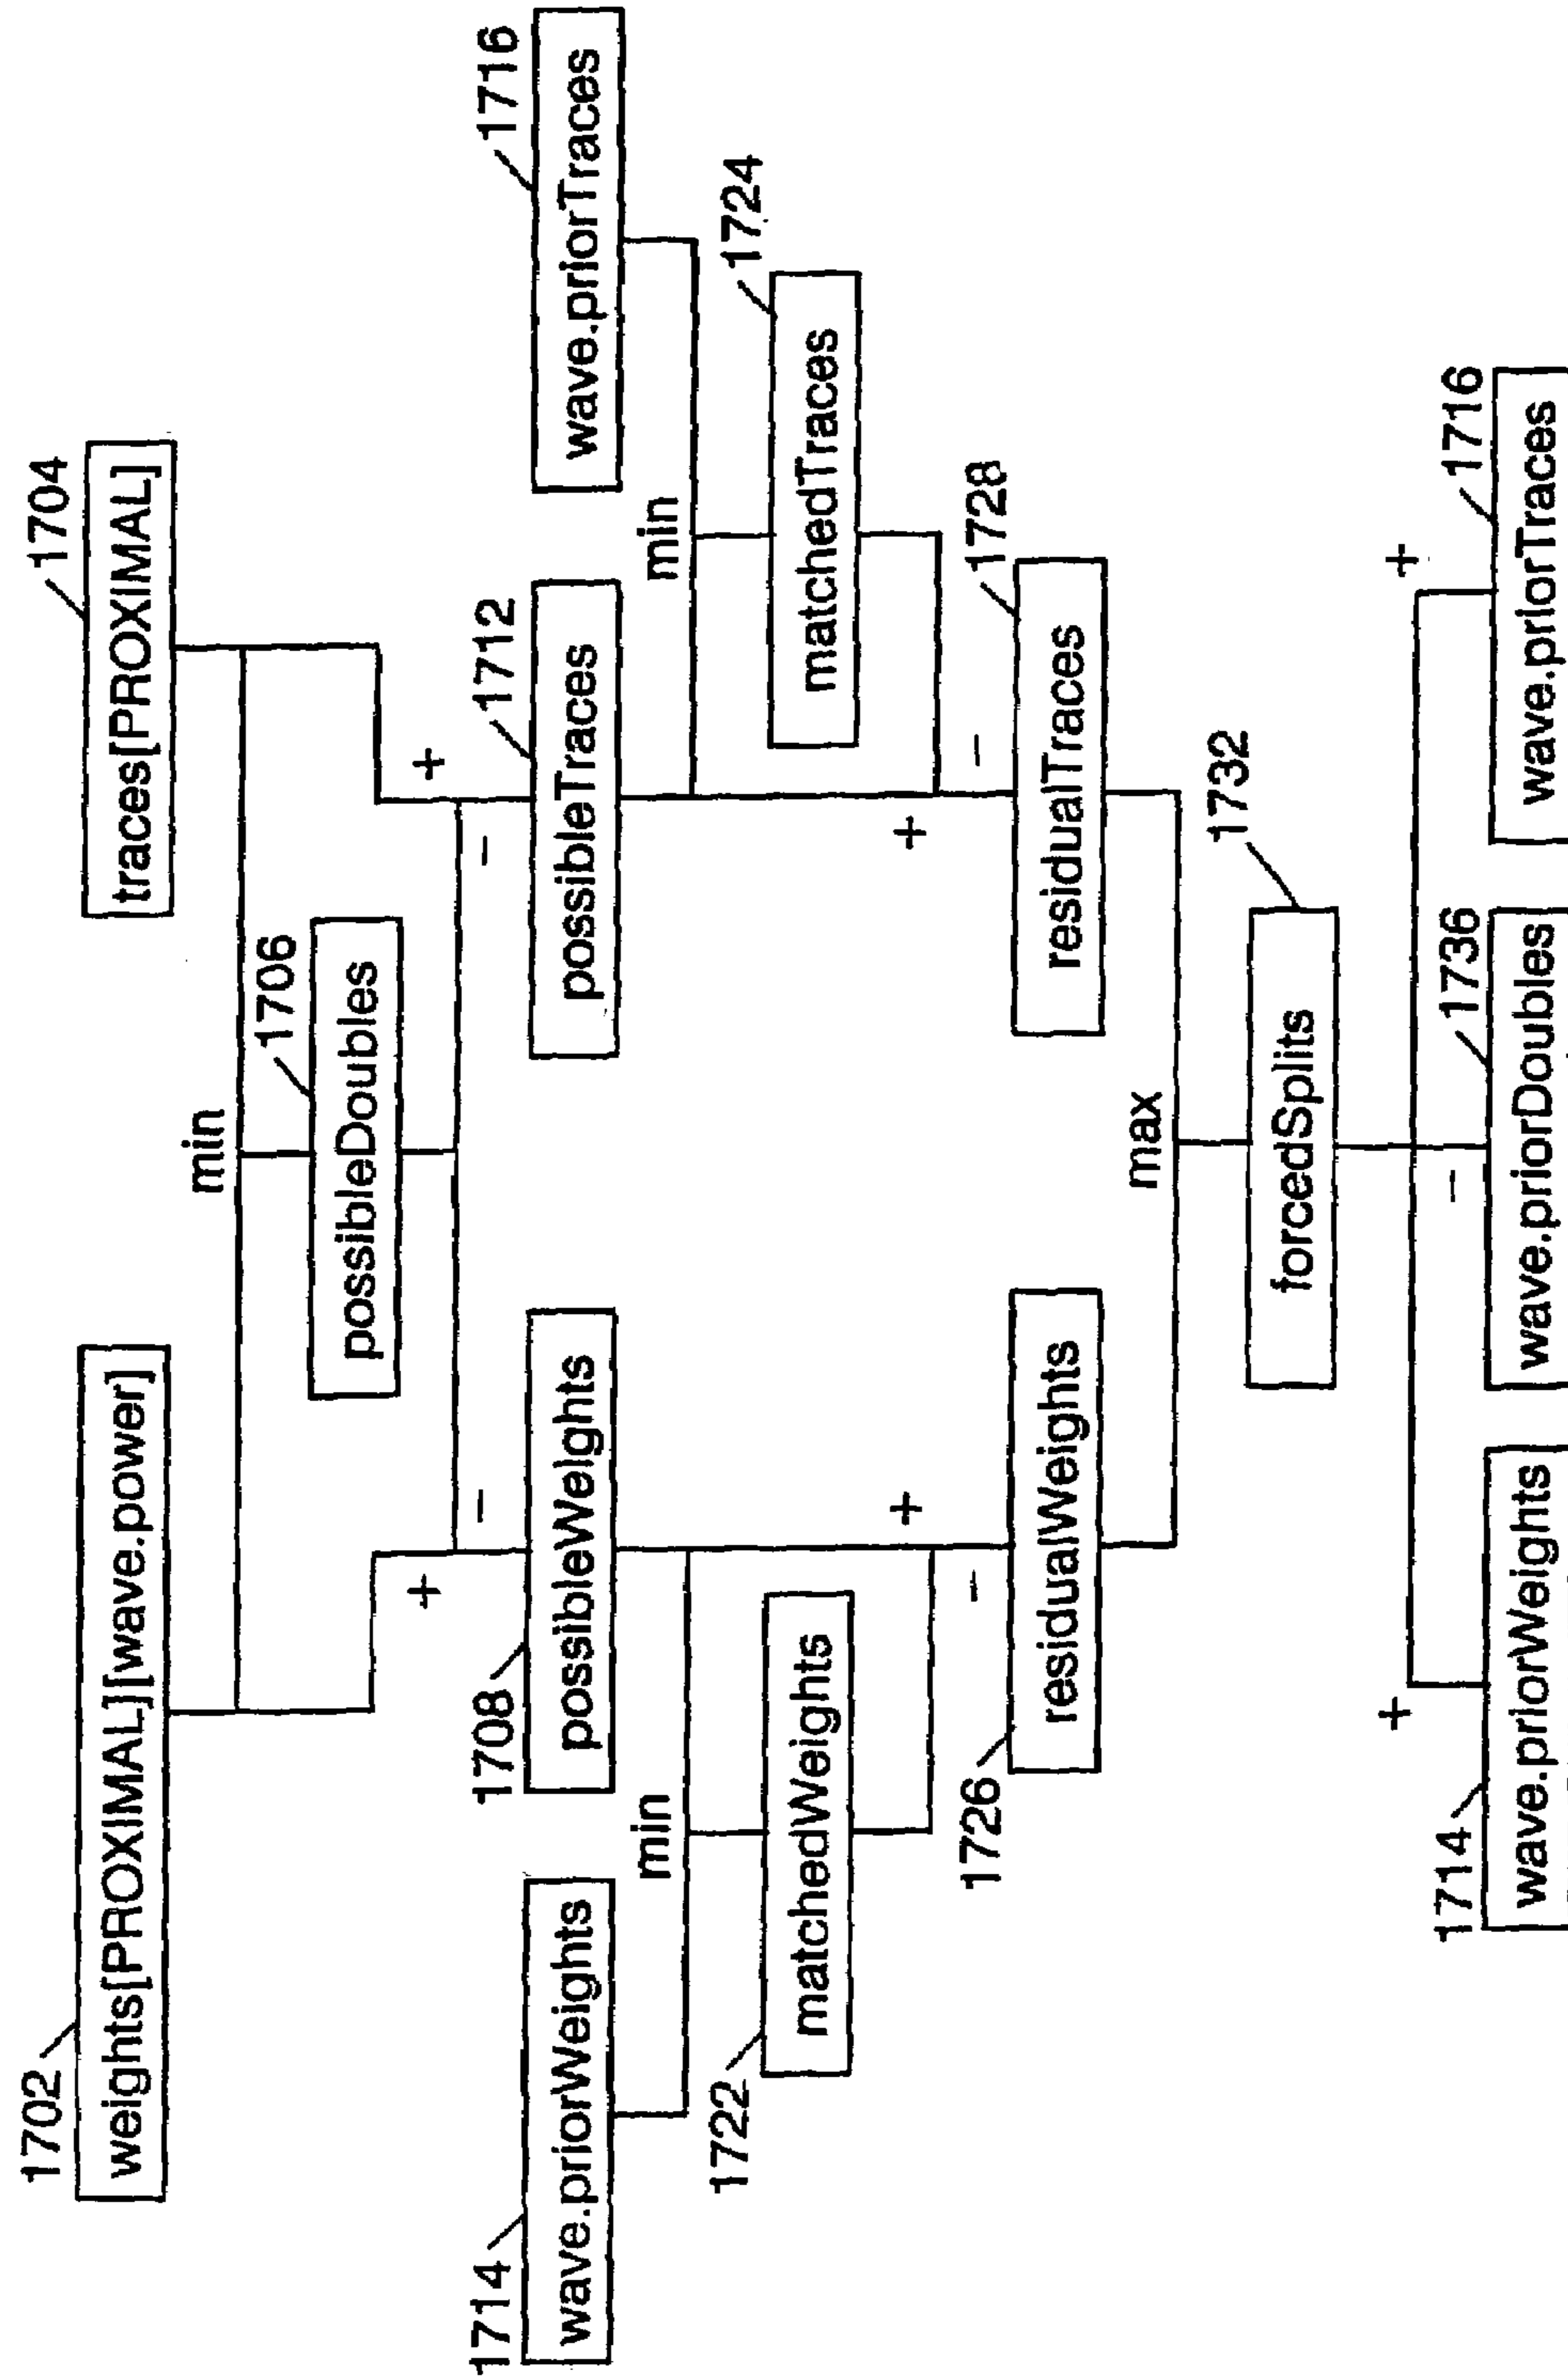 1702
weights[PROXIMAL][wave.power]
1704
traces[PROXIMAL]
min
1706
possibleDoubles
+
−
−
+
1714
wave.priorWeights
1708
possibleWeights
1712
possibleTraces
1716
wave.priorTraces
min
min
1722
matchedWeights
1724
matchedTraces
+
−
+
−
1726
residualWeights
1728
residualTraces
max
1732
forcedSplits
+
−
+
1714
wave.priorWeights
1736
wave.priorDoubles
1716
wave.priorTraces